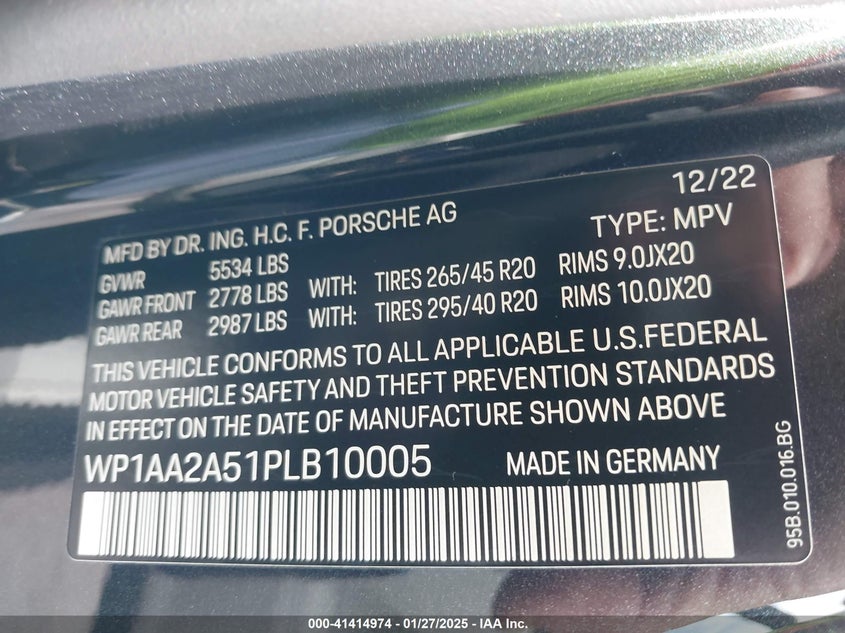 12/22
MFD BY DR. ING. H.C. F. PORSCHE AG TYPE: MPV
GVWR 5534 LBS
GAWR FRONT 2778 LBS WITH: TIRES 265/45 R20 RIMS 9.0JX20
GAWR REAR 2987 LBS WITH: TIRES 295/40 R20 RIMS 10.0JX20
THIS VEHICLE CONFORMS TO ALL APPLICABLE U.S.FEDERAL
MOTOR VEHICLE SAFETY AND THEFT PREVENTION STANDARDS
IN EFFECT ON THE DATE OF MANUFACTURE SHOWN ABOVE
WP1AA2A51PLB10005 MADE IN GERMANY
95B.010.016.BG
000-41414974 - 01/27/2025 - IAA Inc.